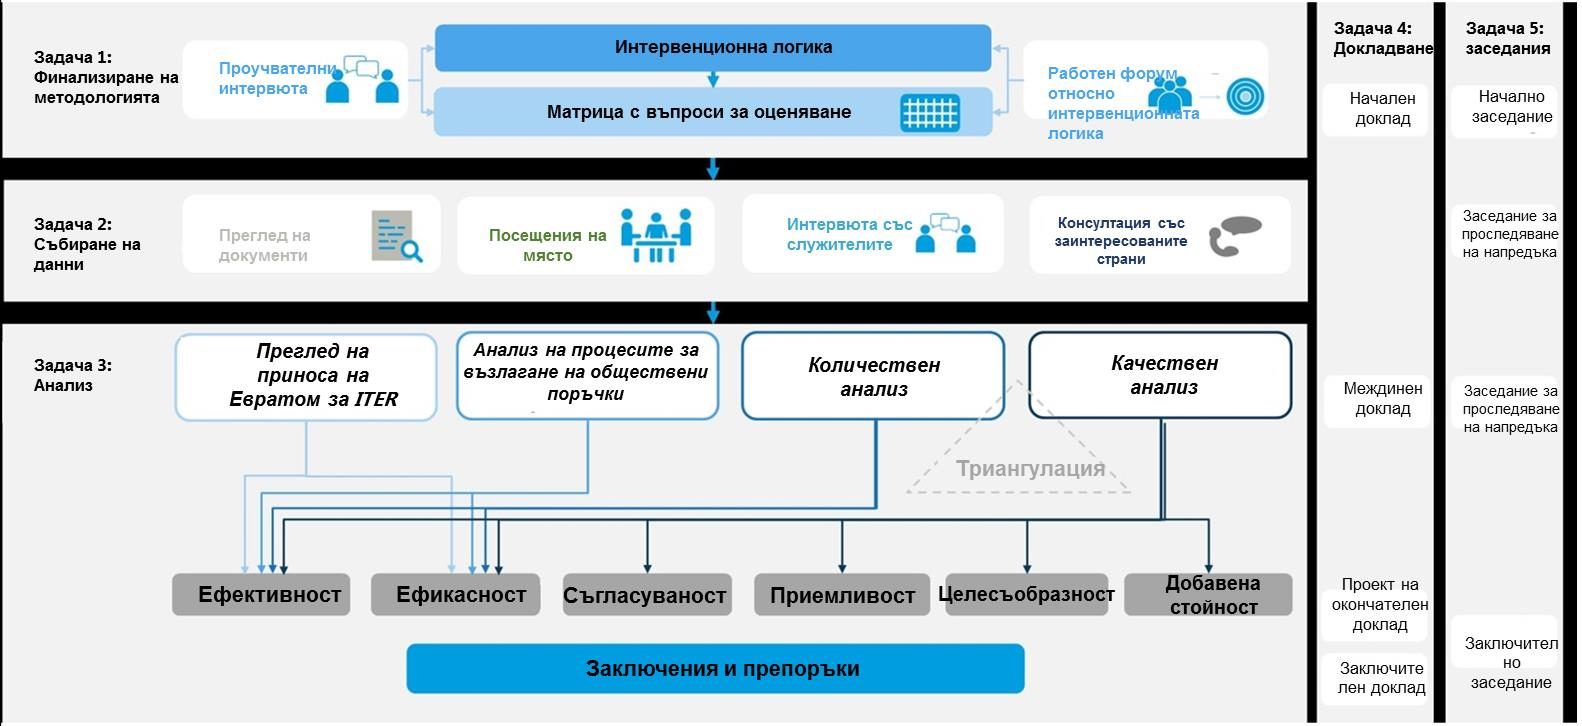 Задача 1:
Финализиране на
методологията
Проучвателни
интервюта
Интервенционна логика
Матрица с въпроси за оценяване
Работен форум
относно
интервенционната
логика
Задача 2:
Събиране на
данни
Преглед на
документи
Посещения на
място
Интервюта със
служителите
Консултация със
заинтересованите
страни
Задача 3:
Анализ
Преглед на
приноса на
Евратом за ITER
Анализ на процесите за
възлагане на обществени
поръчки
Количествен
анализ
Качествен
анализ
Триангулация
Ефективност
Ефикасност
Съгласуваност
Приемливост
Целесъобразност
Добавена
стойност
Заключения и препоръки
Задача 4:
Докладване
Начален
доклад
Междинен
доклад
Проект на
окончателен
доклад
Заключите
лен доклад
Задача 5:
заседания
Начално
заседание
Заседание за
проследяване
на напредъка
Заседание за
проследяване
на напредъка
Заключител
но
заседание